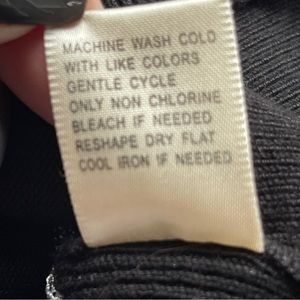 MACHINE WASH COLD
WITH LIKE COLORS
GENTLE CYCLE
ONLY NON CHLORINE
BLEACH IF NEEDED
RESHAPE DRY FLAT
COOL IRON IF NEEDED